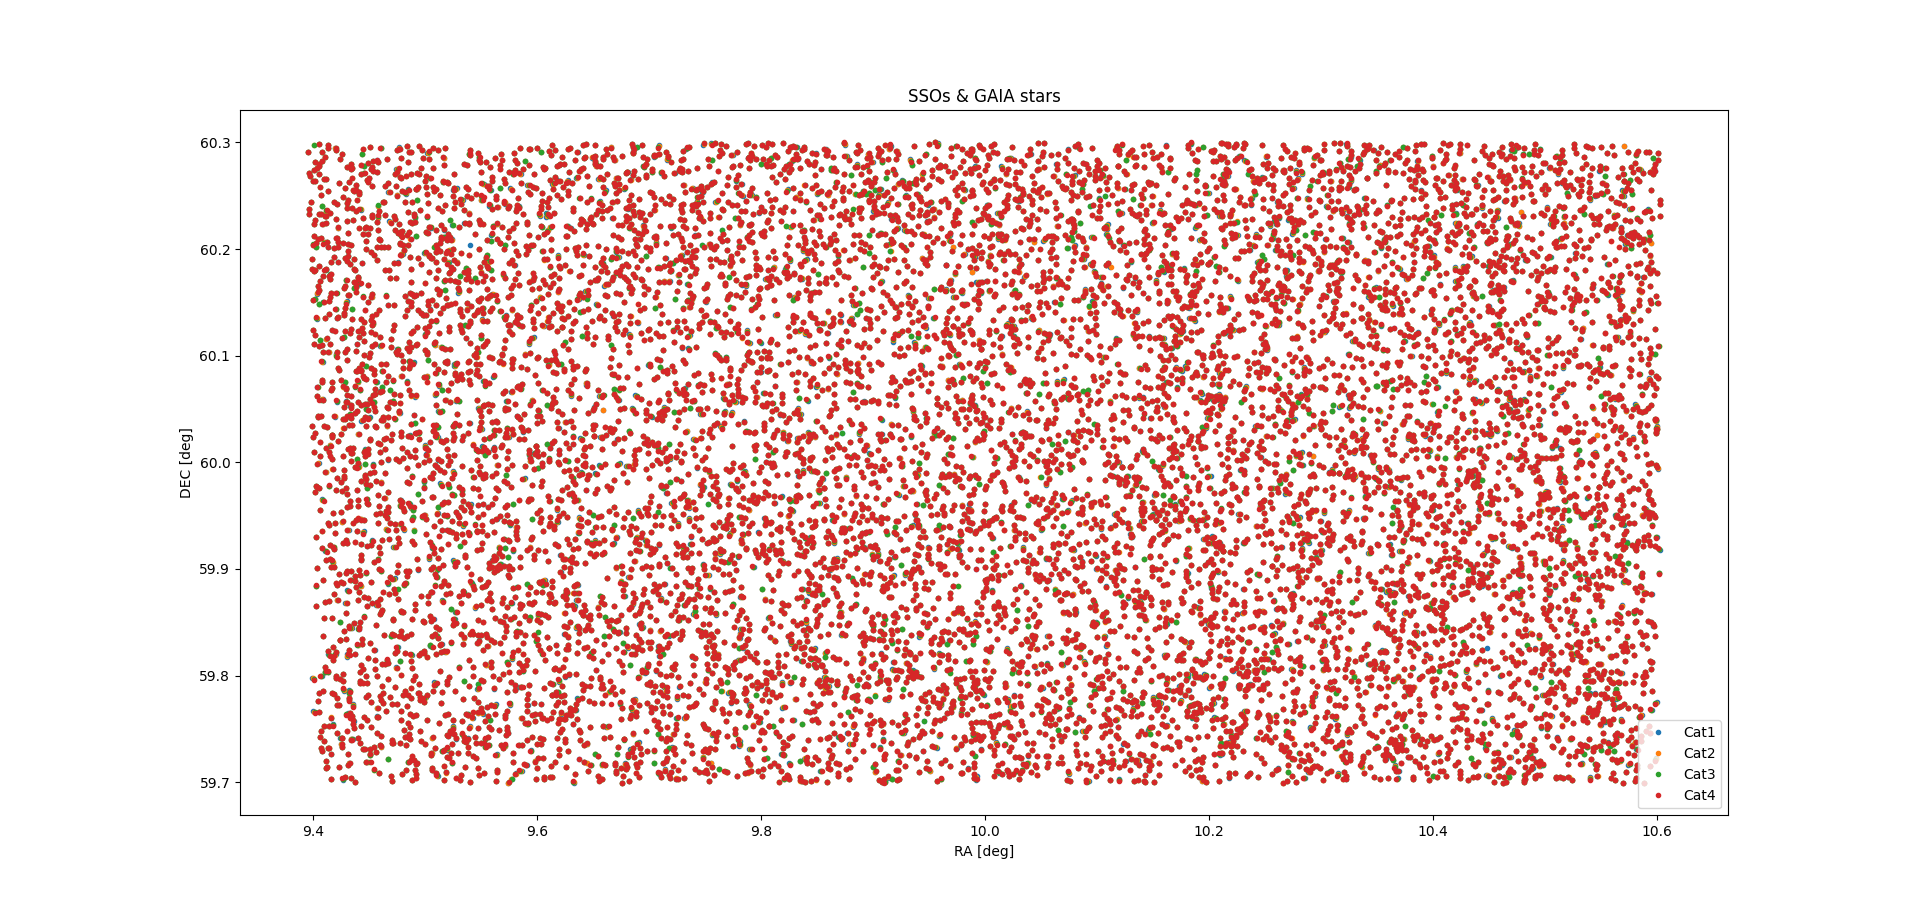 SSOs & GAIA stars
60.3
60.2
60.1
60.0
59.9
59.8
59.7
DEC [deg]
9.4 9.6 9.8 10.0 10.2 10.4 10.6
RA [deg]
Cat1
Cat2
Cat3
Cat4